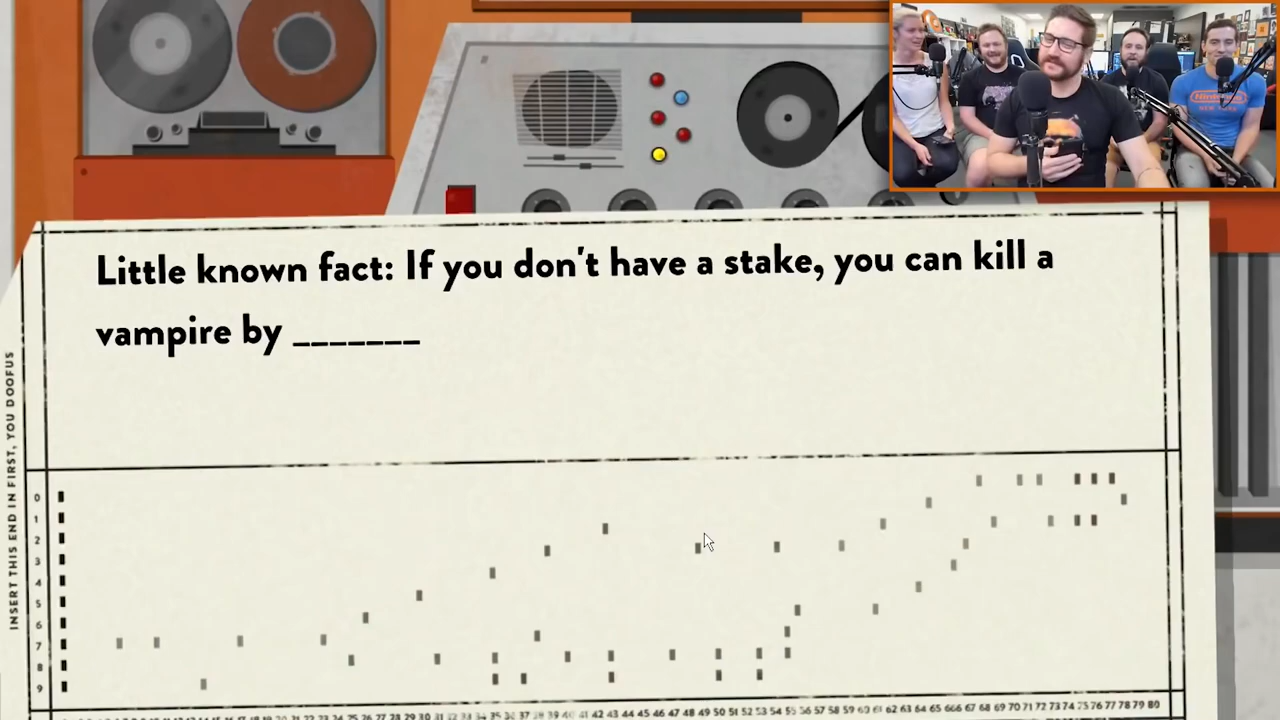 Little known fact: If you don't have a stake, you can kill a
vampire by _______
INSERT THIS END IN FIRST, YOU DOOFUS
0
1
2
3
4
5
6
7
8
9
Nintendo